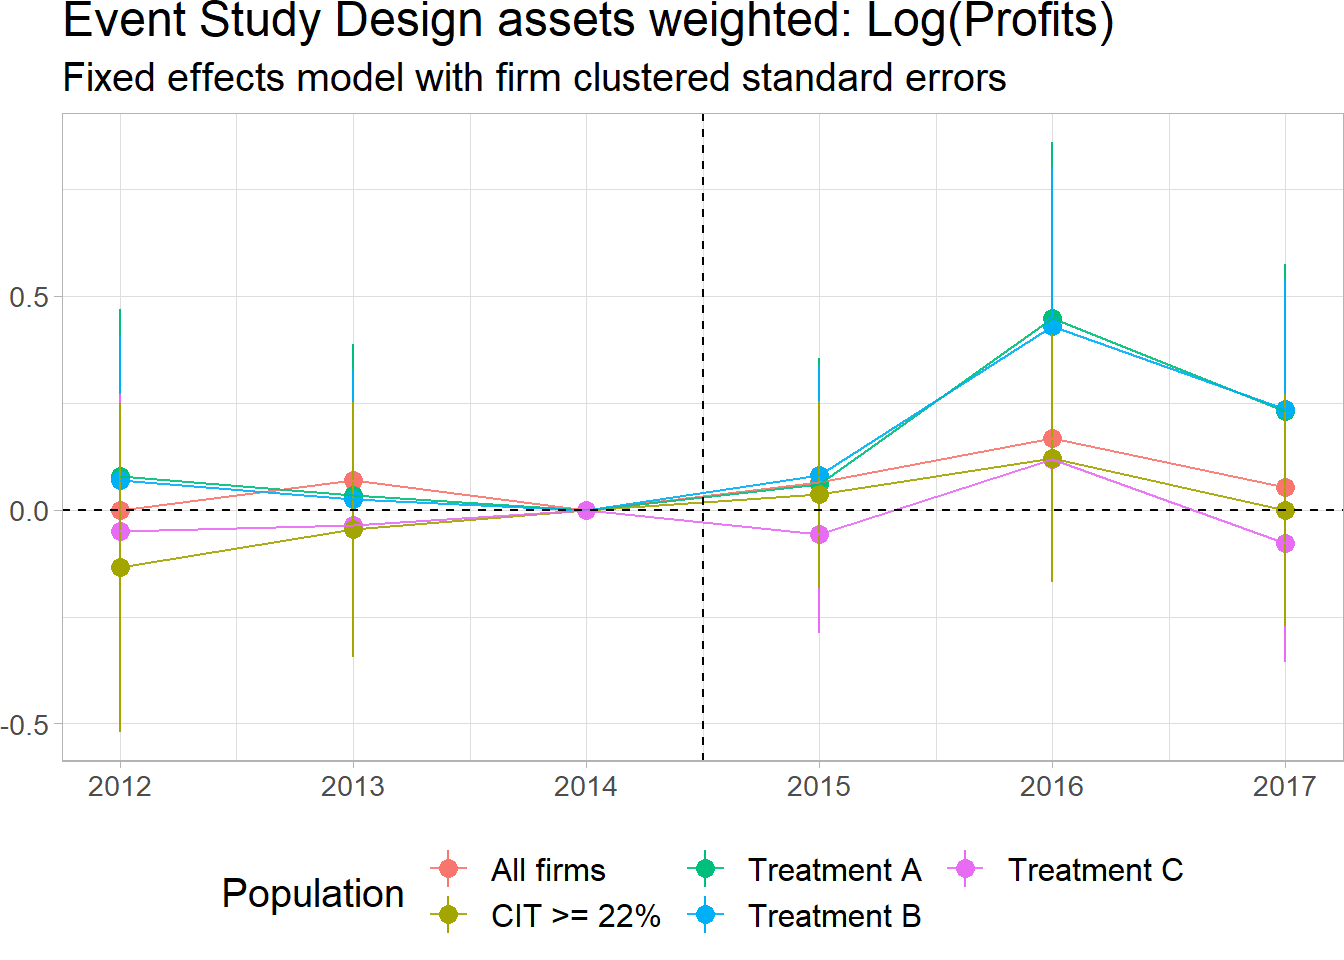 Event Study Design assets weighted: Log(Profits)
Fixed effects model with firm clustered standard errors
0.5
0.0
-0.5
2012 2013 2014 2015 2016 2017
Population
All firms Treatment A Treatment C
CIT >= 22% Treatment B